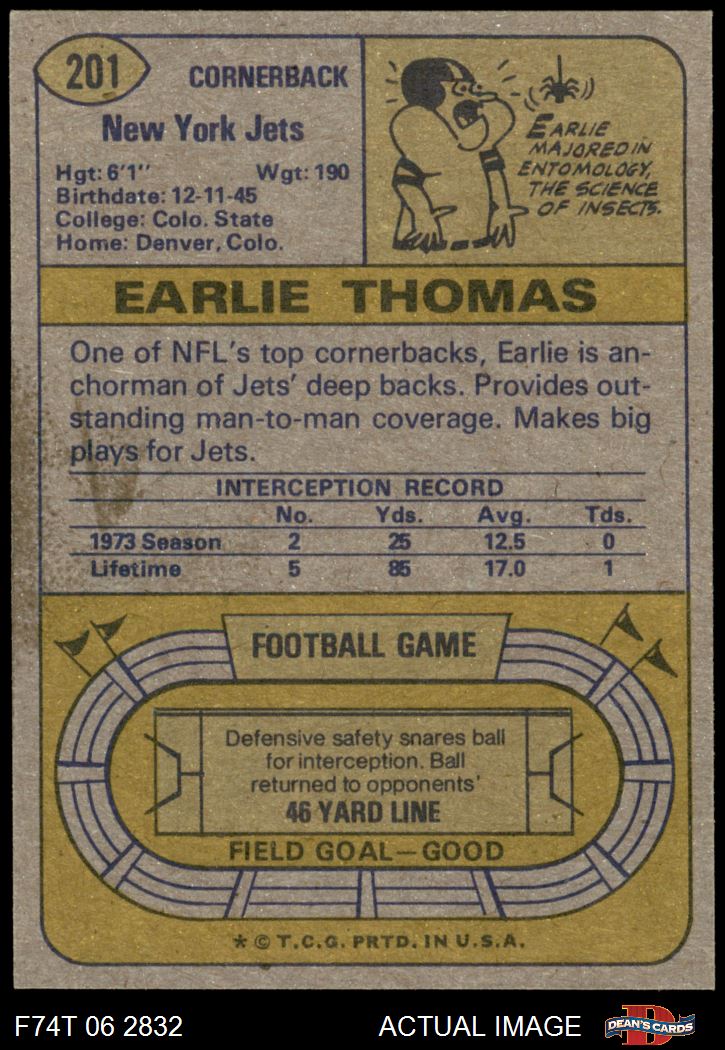 201
CORNERBACK
New York Jets
Hgt: 6'1" Wgt: 190
Birthdate: 12-11-45
College: Colo. State
Home: Denver, Colo.
EARLIE
MAJORED IN
ENTOMOLOGY,
THE SCIENCE
OF INSECTS.
EARLIE THOMAS
One of NFL's top cornerbacks, Earlie is an-
chorman of Jets' deep backs. Provides out-
standing man-to-man coverage. Makes big
plays for Jets.
INTERCEPTION RECORD
No. Yds. Avg. Tds.
1973 Season 2 25 12.5 0
Lifetime 5 85 17.0 1
FOOTBALL GAME
Defensive safety snares ball
for interception. Ball
returned to opponents'
46 YARD LINE
FIELD GOAL—GOOD
* © T.C.G. PRTD. IN U.S.A.
F74T 06 2832 ACTUAL IMAGE
D
DEAN'S CARDS